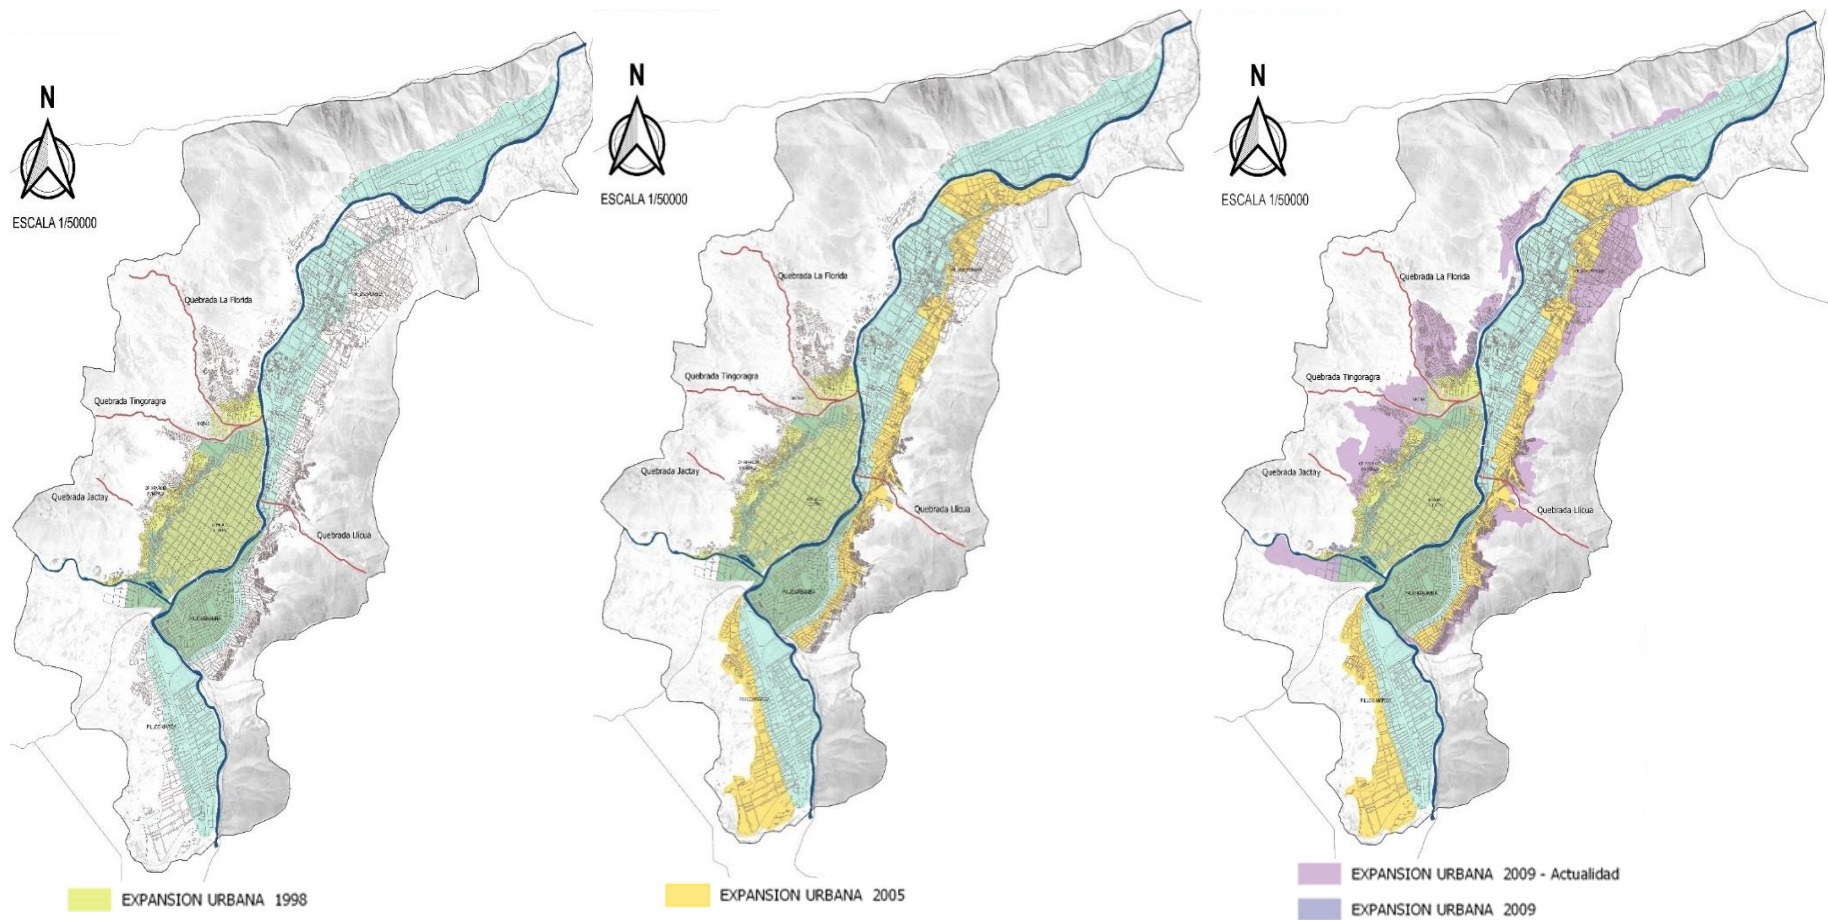 N
ESCALA 1/50000
Quebrada La Florida
Quebrada Tingoragra
Quebrada Jactay
Quebrada Llicua
PILLCOMARCA
EXPANSION URBANA 1998
N
ESCALA 1/50000
Quebrada La Florida
Quebrada Tingoragra
Quebrada Jactay
Quebrada Llicua
EXPANSION URBANA 2005
N
ESCALA 1/50000
Quebrada La Florida
Quebrada Tingoragra
Quebrada Jactay
Quebrada Llicua
EXPANSION URBANA 2009 - Actualidad
EXPANSION URBANA 2009